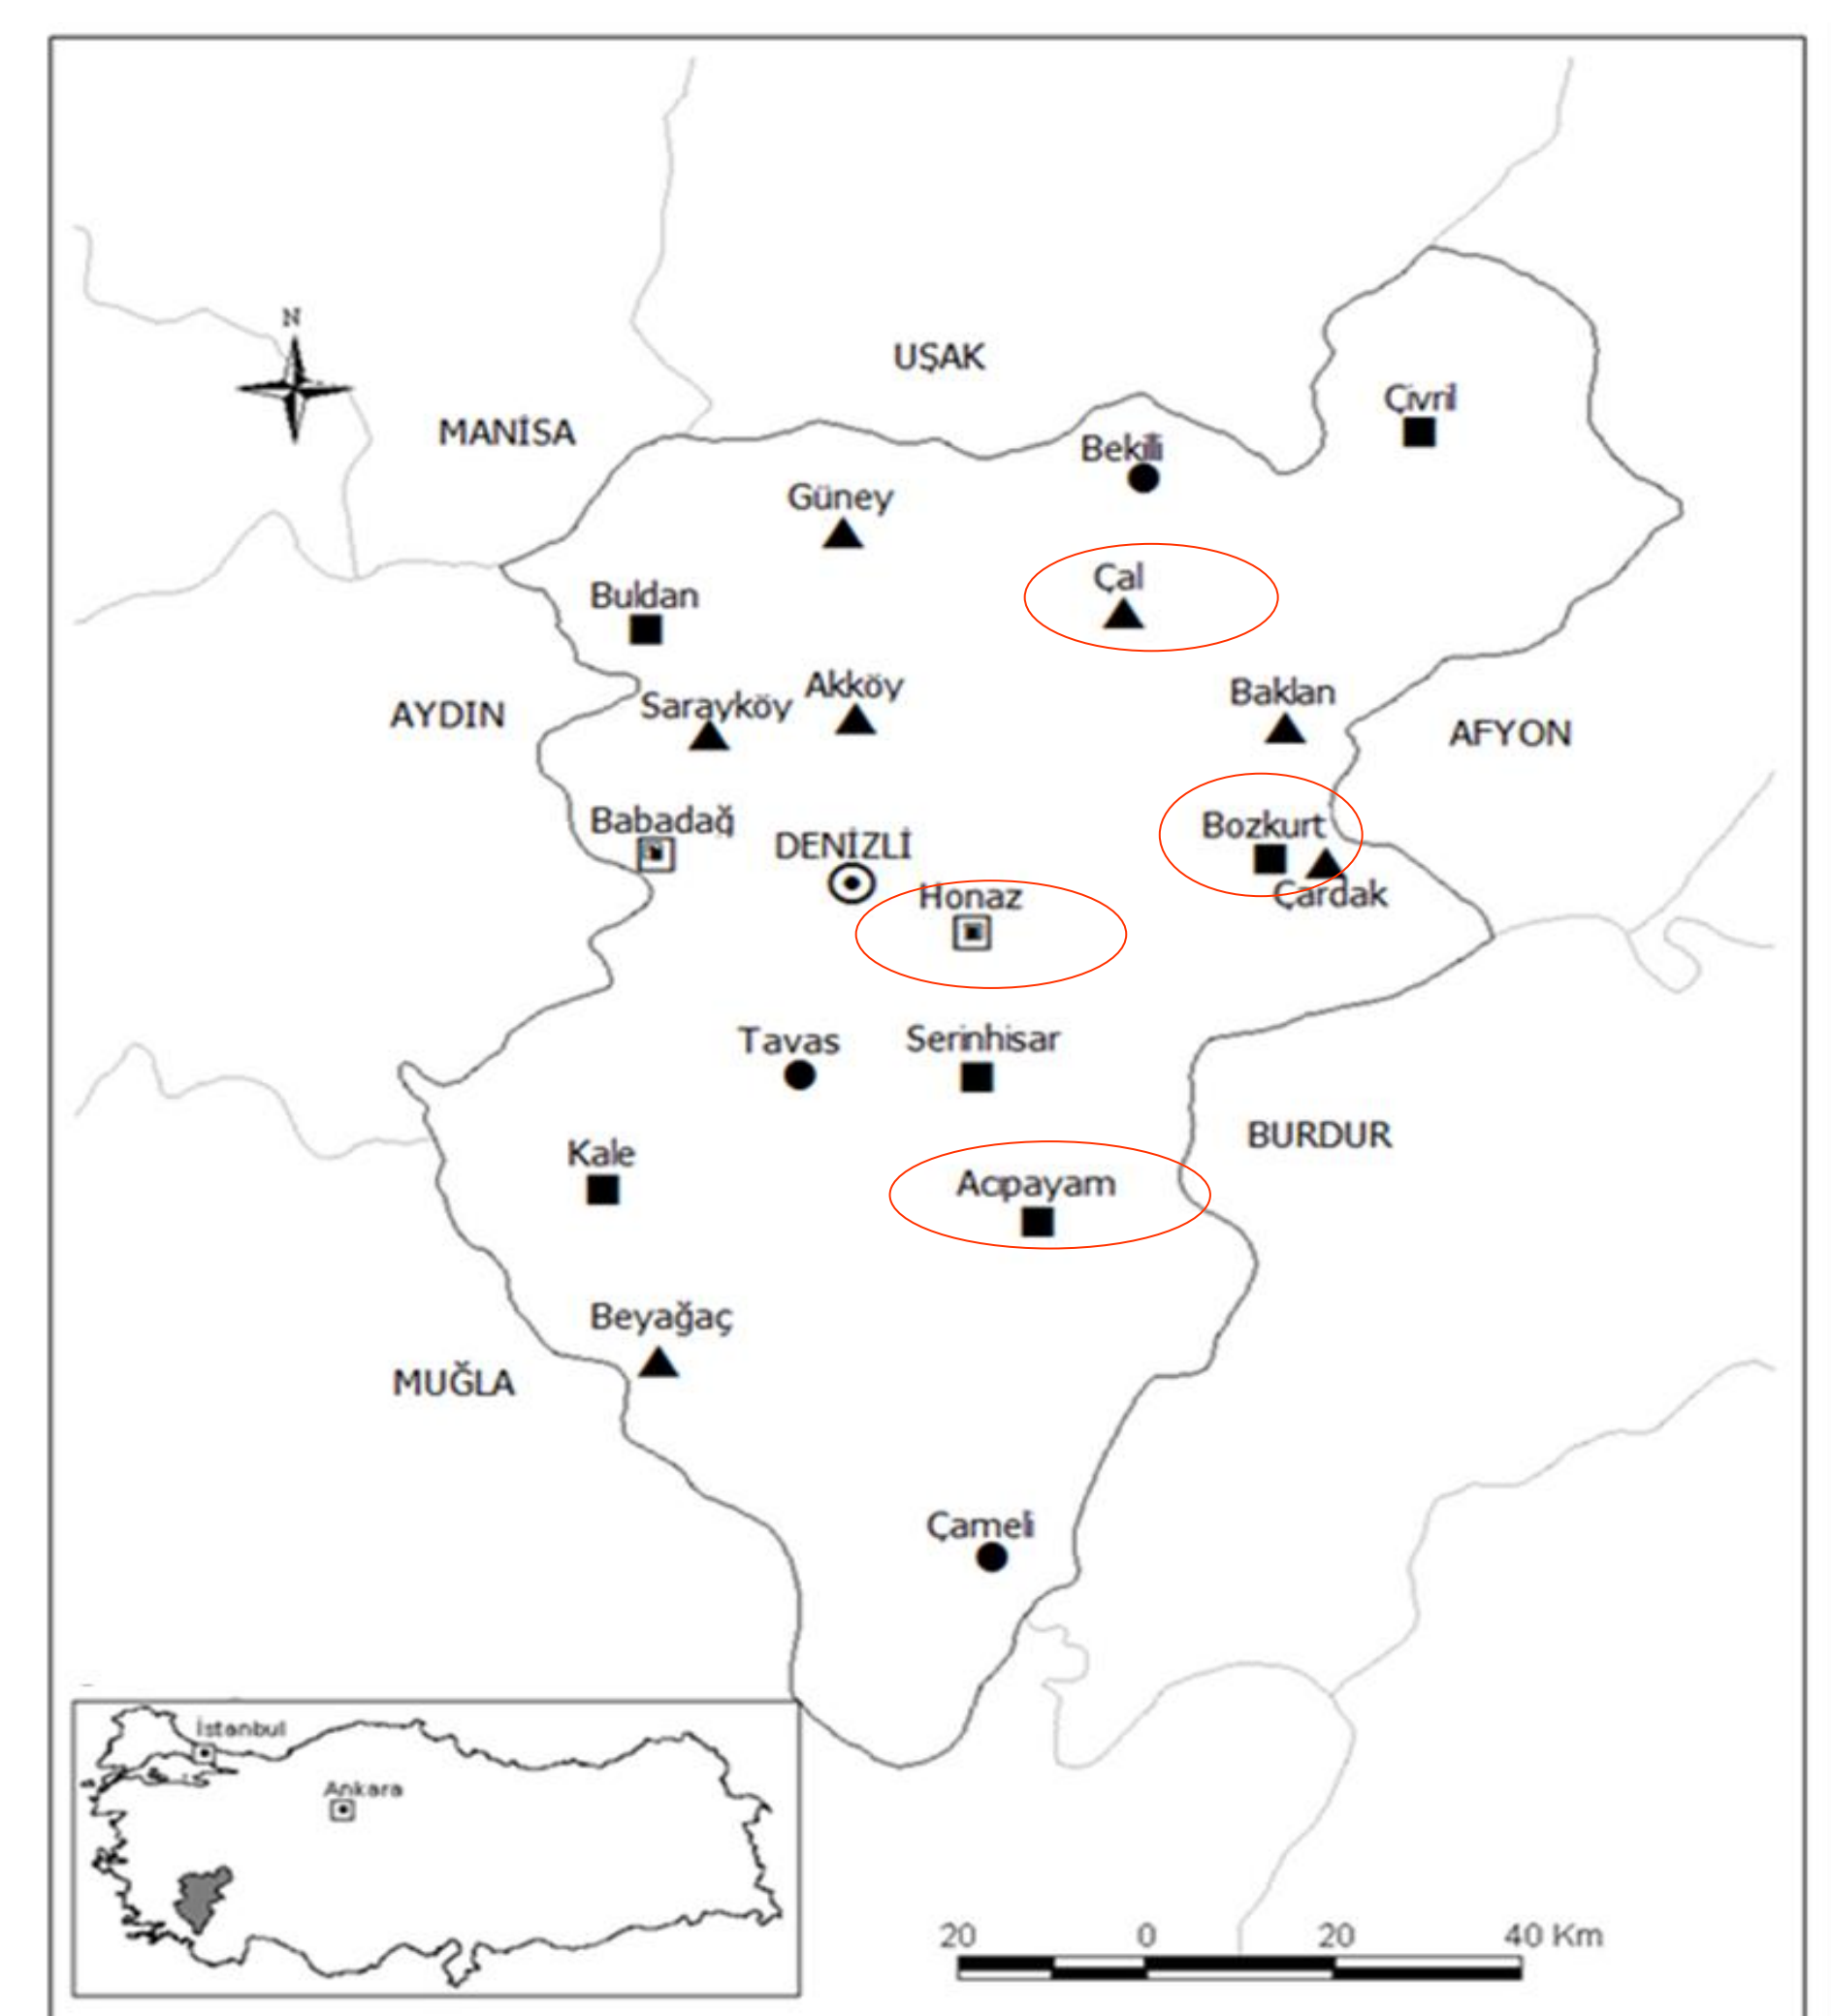 N
UŞAK
Çivril
MANİSA
Bekilli
Güney
Çal
Buldan
Akköy
Baklan
Sarayköy
AYDIN
AFYON
Babadağ
Bozkurt
DENİZLİ
Honaz
Çardak
Tavas
Serinhisar
BURDUR
Kale
Acıpayam
Beyağaç
MUĞLA
Çameli
İstanbul
Ankara
20 0 20 40 Km